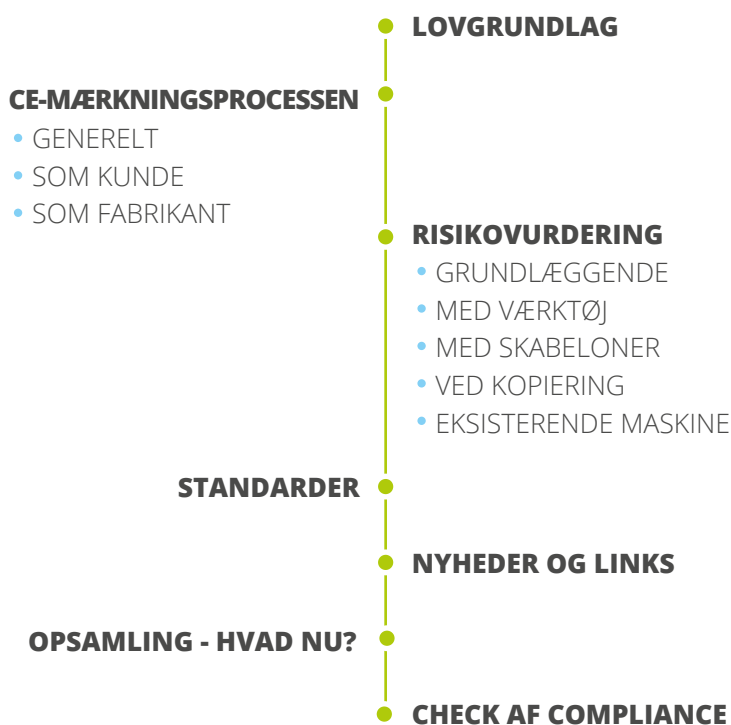 LOVGRUNDLAG
CE-MÆRKNINGSPROCESSEN
• GENERELT
• SOM KUNDE
• SOM FABRIKANT
RISIKOVURDERING
• GRUNDLÆGGENDE
• MED VÆRKTØJ
• MED SKABELONER
• VED KOPIERING
• EKSISTERENDE MASKINE
STANDARDER
NYHEDER OG LINKS
OPSAMLING - HVAD NU?
CHECK AF COMPLIANCE